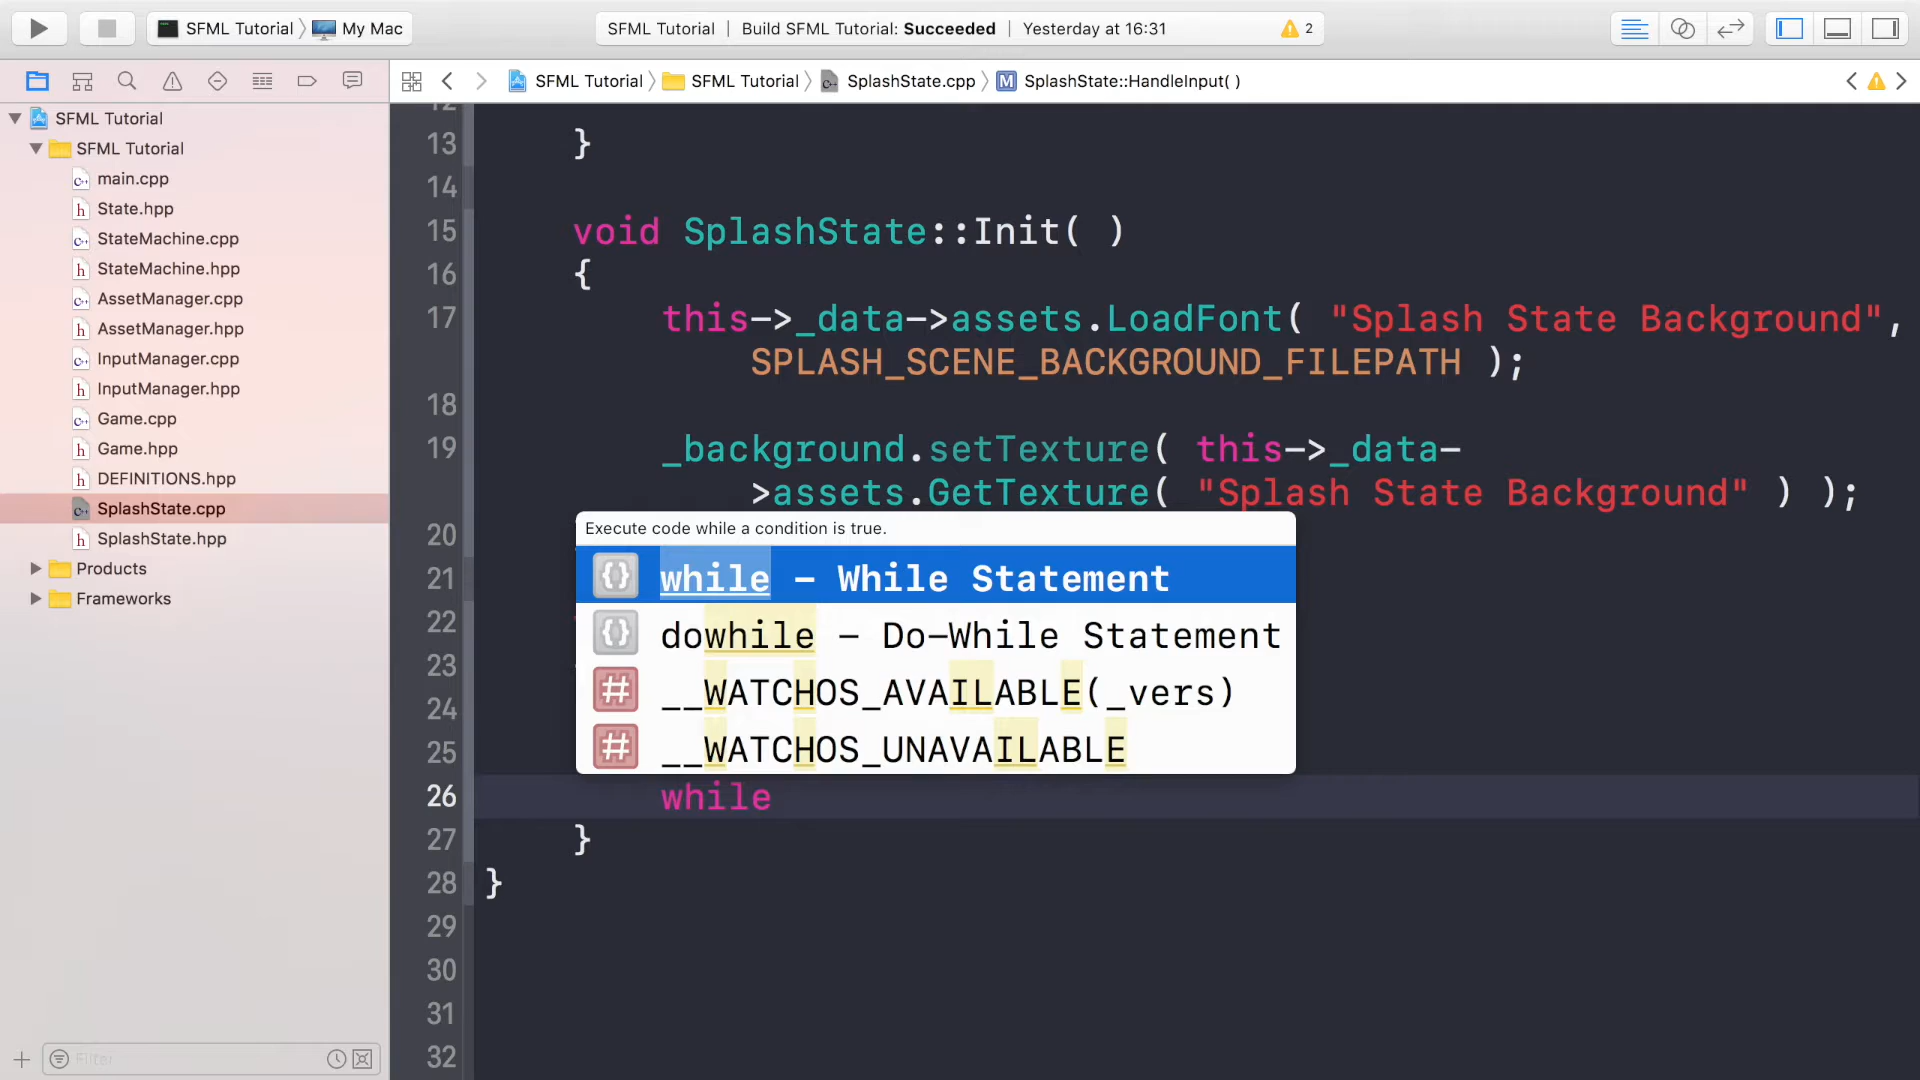 SFML Tutorial My Mac
SFML Tutorial Build SFML Tutorial: Succeeded Yesterday at 16:31 2
SFML Tutorial SFML Tutorial SplashState.cpp M SplashState::HandleInput( )
SFML Tutorial
SFML Tutorial
main.cpp
State.hpp
StateMachine.cpp
StateMachine.hpp
AssetManager.cpp
AssetManager.hpp
InputManager.cpp
InputManager.hpp
Game.cpp
Game.hpp
DEFINITIONS.hpp
SplashState.cpp
SplashState.hpp
Products
Frameworks
Filter
12
13 }
14
15 void SplashState::Init( )
16 {
17 this->_data->assets.LoadFont( "Splash State Background",
SPLASH_SCENE_BACKGROUND_FILEPATH );
18
19 _background.setTexture( this->_data-
>assets.GetTexture( "Splash State Background" ) );
20
Execute code while a condition is true.
21 {} while – While Statement
22 {} dowhile – Do-While Statement
23
24 # __WATCHOS_AVAILABLE(_vers)
25 # __WATCHOS_UNAVAILABLE
26 while
27 }
28 }
29
30
31
32